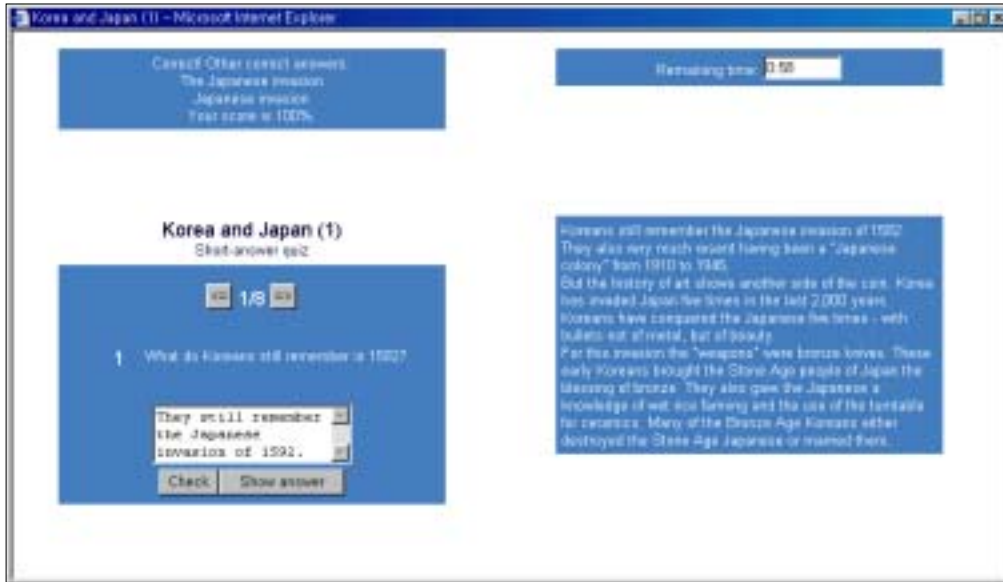 Korea and Japan (1) - Microsoft Internet Explorer
Correct! Other correct answers:
The Japanese invasion
Japanese invasion
Your score is 100%.
Remaining time: 0:58
Korea and Japan (1)
Short-answer quiz
<= 1/8 =>
1 What do Koreans still remember is 1592?
They still remember
the Japanese
invasion of 1592.
Check Show answer
Koreans still remember the Japanese invasion of 1592.
They also very much resent having been a "Japanese
colony" from 1910 to 1945.
But the history of art shows another side of the coin. Korea
has invaded Japan five times in the last 2,000 years.
Koreans have conquered the Japanese five times - with
bullets not of metal, but of beauty.
For this invasion the "weapons" were bronze knives. These
early Koreans brought the Stone Age people of Japan the
blessing of bronze. They also gave the Japanese a
knowledge of wet rice farming and the use of the turntable
for ceramics. Many of the Bronze Age Koreans either
destroyed the Stone Age Japanese or married them.